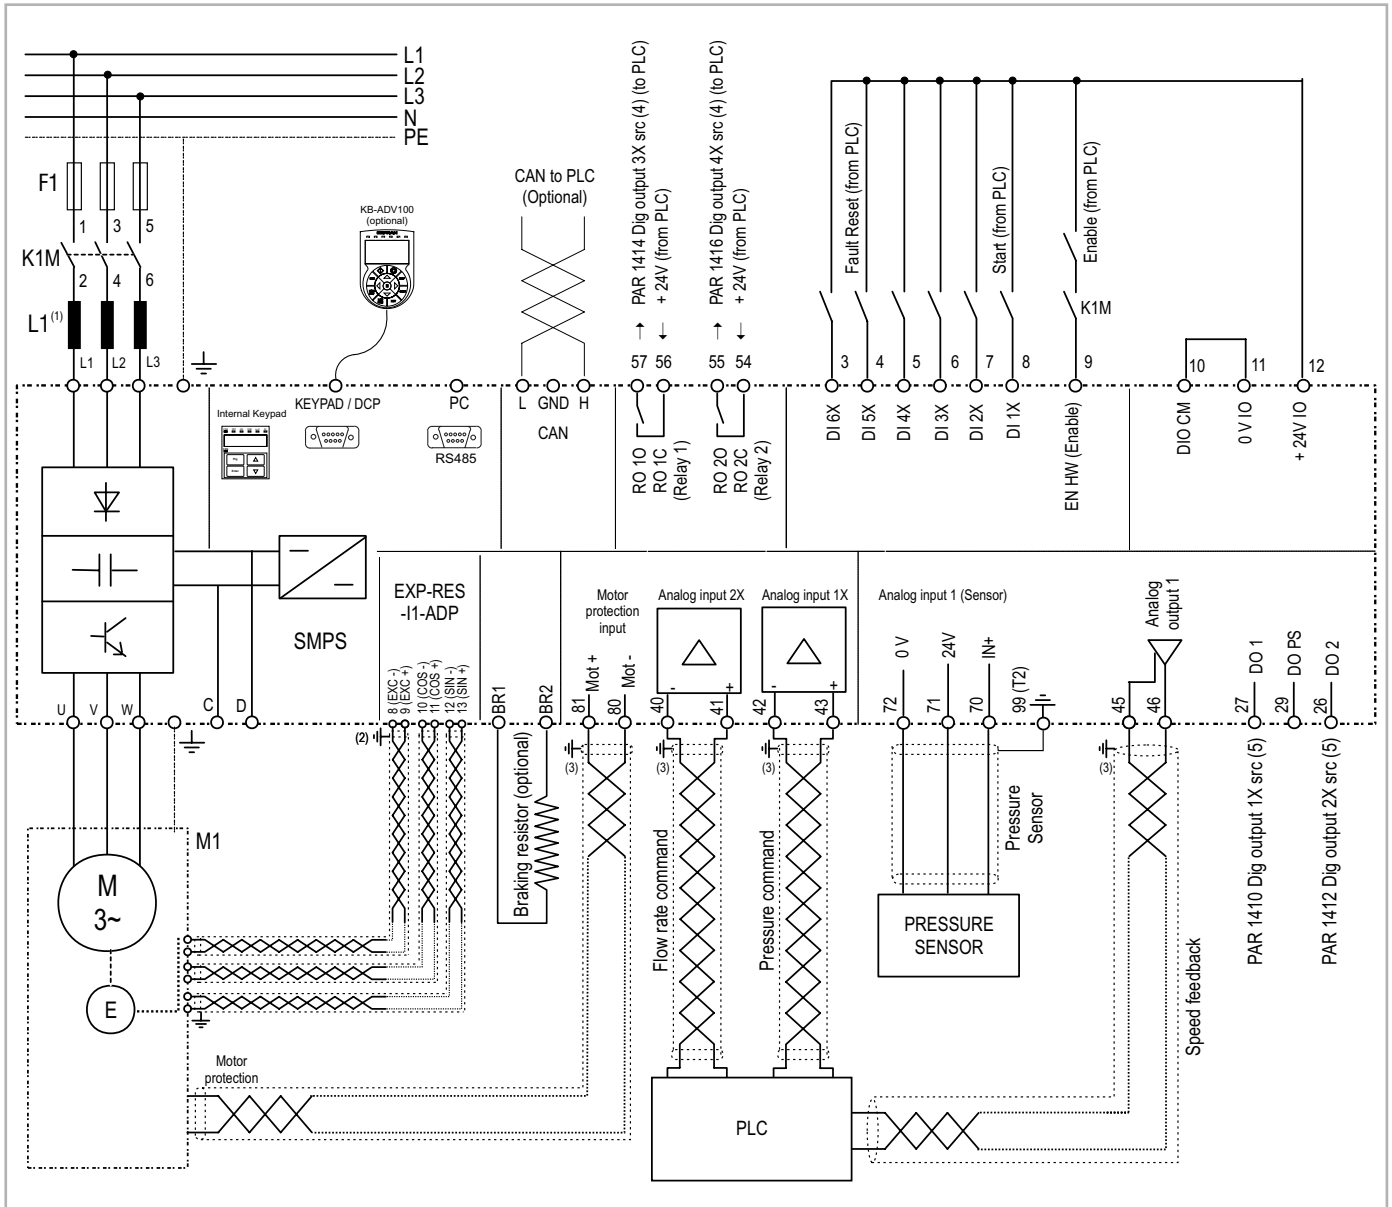 L1
L2
L3
N
PE
F1
1
3
5
K1M
2
4
6
L1(1)
L1
L2
L3
KB-ADV100
(optional)
CAN to PLC
(Optional)
PAR 1414 Dig output 3X src (4) (to PLC)
+ 24V (from PLC)
PAR 1416 Dig output 4X src (4) (to PLC)
+ 24V (from PLC)
Fault Reset (from PLC)
Start (from PLC)
Enable (from PLC)
K1M
57
56
55
54
3
4
5
6
7
8
9
10
11
12
Internal Keypad
KEYPAD / DCP
PC
RS485
L
GND
H
CAN
RO 1O
RO 1C
(Relay 1)
RO 2O
RO 2C
(Relay 2)
DI 6X
DI 5X
DI 4X
DI 3X
DI 2X
DI 1X
EN HW (Enable)
DIO CM
0 V IO
+ 24V IO
SMPS
EXP-RES
-I1-ADP
8 (EXC -)
9 (EXC +)
10 (COS -)
11 (COS +)
12 (SIN -)
13 (SIN +)
BR1
BR2
Motor
protection
input
Mot +
Mot -
81
80
Analog input 2X
-
+
40
41
Analog input 1X
-
+
42
43
Analog input 1 (Sensor)
0 V
24V
IN+
72
71
70
99 (T2)
Analog
output 1
45
46
DO 1
DO PS
DO 2
27
29
26
U
V
W
C
D
(2)
(3)
(3)
(3)
(3)
Braking resistor (optional)
Flow rate command
Pressure command
Pressure
Sensor
PRESSURE
SENSOR
PAR 1410 Dig output 1X src (5)
PAR 1412 Dig output 2X src (5)
Speed feedback
M1
M
3~
E
Motor
protection
PLC